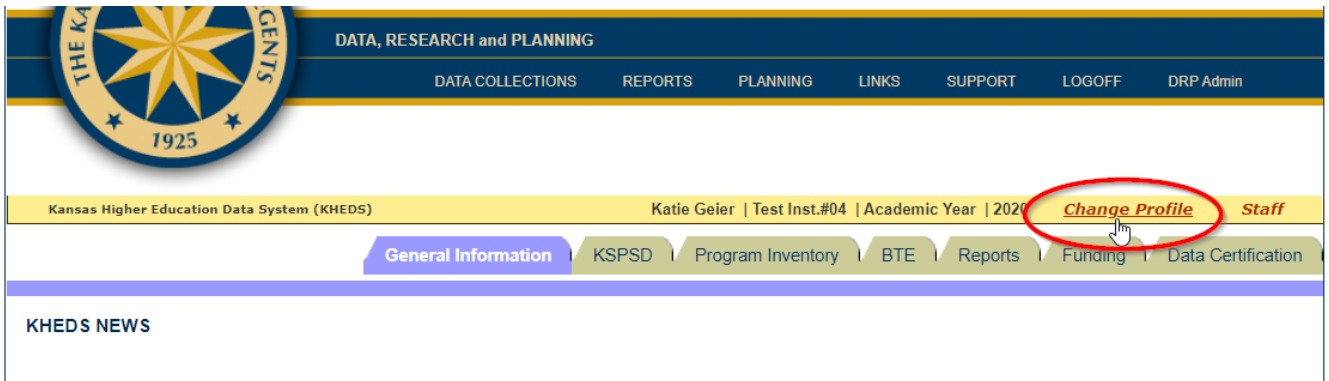 THE KA
GENTS
1925
DATA, RESEARCH and PLANNING
DATA COLLECTIONS REPORTS PLANNING LINKS SUPPORT LOGOFF DRP Admin
Kansas Higher Education Data System (KHEDS) Katie Geier | Test Inst.#04 | Academic Year | 2020 Change Profile Staff
General Information KSPSD Program Inventory BTE Reports Funding Data Certification
KHEDS NEWS